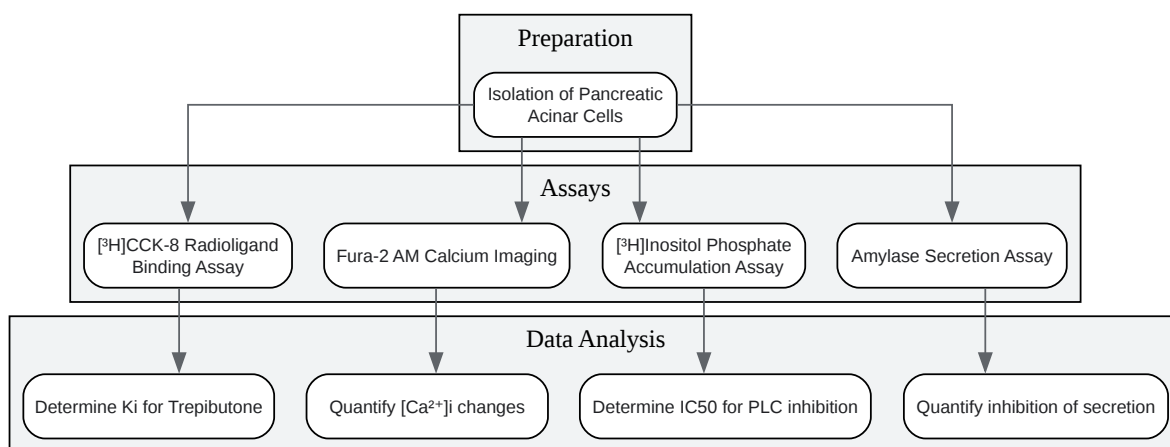 Preparation
Isolation of Pancreatic
Acinar Cells
Assays
[³H]CCK-8 Radioligand
Binding Assay
Fura-2 AM Calcium Imaging
[³H]Inositol Phosphate
Accumulation Assay
Amylase Secretion Assay
Data Analysis
Determine Ki for Trepibutone
Quantify [Ca²⁺]i changes
Determine IC50 for PLC inhibition
Quantify inhibition of secretion